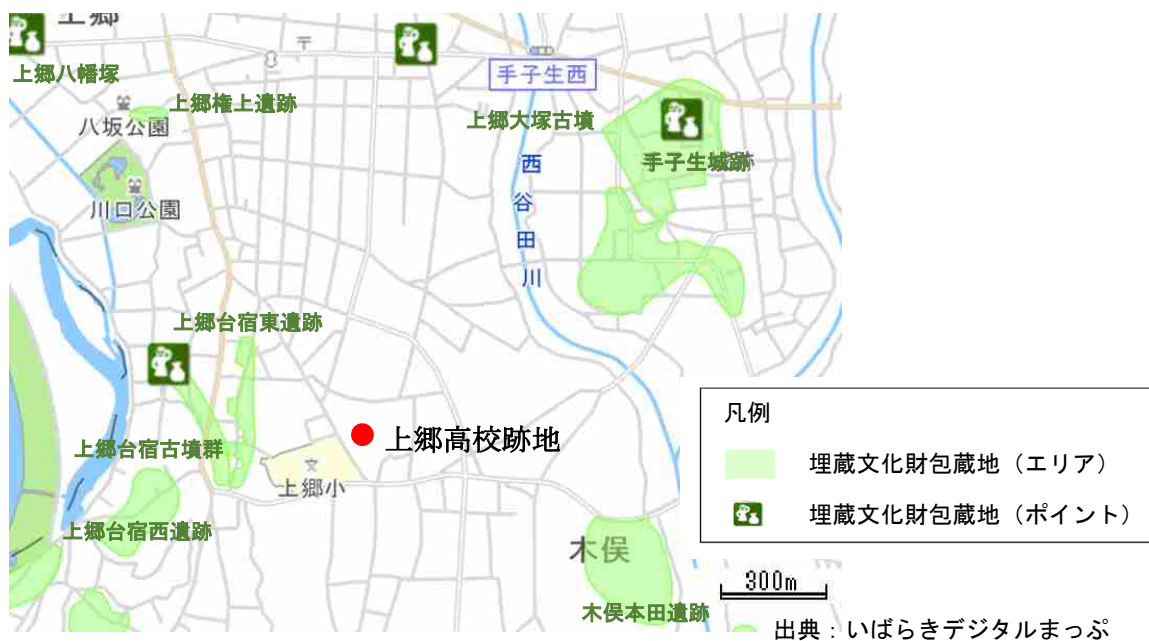 上郷
上郷八幡塚
上郷権上遺跡
八坂公園
川口公園
手子生西
上郷大塚古墳
手子生城跡
西谷田川
上郷台宿東遺跡
上郷高校跡地
上郷台宿古墳群
上郷小
上郷台宿西遺跡
木俣
木俣本田遺跡
凡例
埋蔵文化財包蔵地（エリア）
埋蔵文化財包蔵地（ポイント）
300m
出典：いばらきデジタルまっぷ